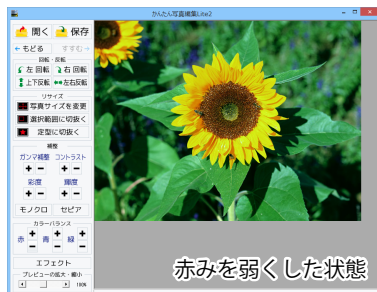 かんたん写真編集Lite2
開く 保存
もどる すすむ
回転・反転
左 回転 右 回転
上下反転 左右反転
リサイズ
写真サイズを変更
選択範囲に切抜く
定型に切抜く
補整
ガンマ補整 コントラスト
+ − + −
彩度 輝度
+ − + −
モノクロ セピア
カラーバランス
赤 + − 青 + − 緑 + −
エフェクト
プレビューの拡大・縮小
100%
赤みを弱くした状態